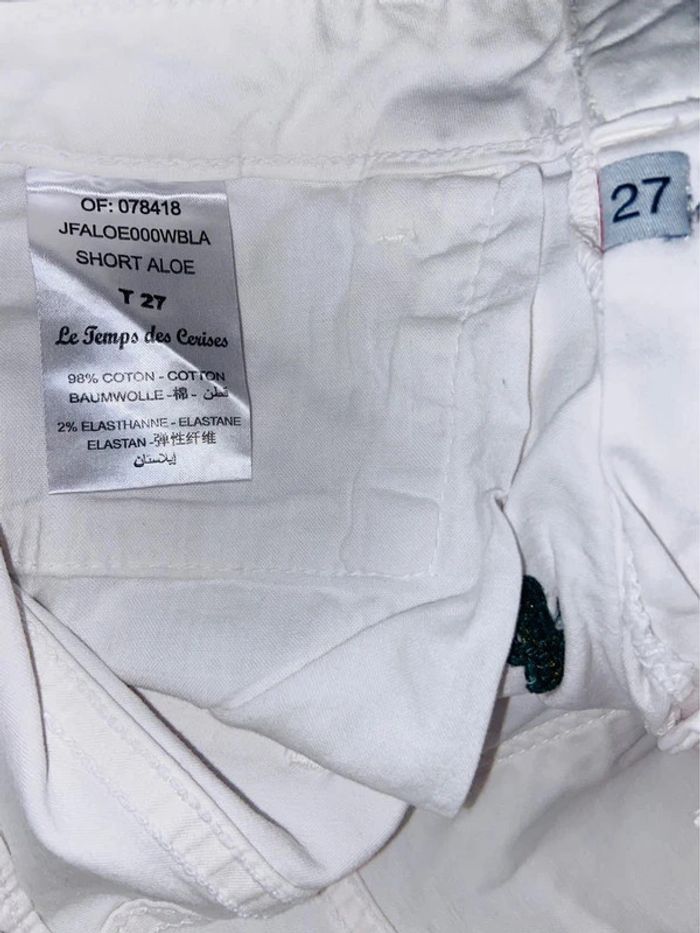 OF: 078418
JFALOE000WBLA
SHORT ALOE
T 27
Le Temps des Cerises
98% COTON - COTTON
BAUMWOLLE -棉- قطن
2% ELASTHANNE - ELASTANE
ELASTAN -弹性纤维
إيلاستان
27